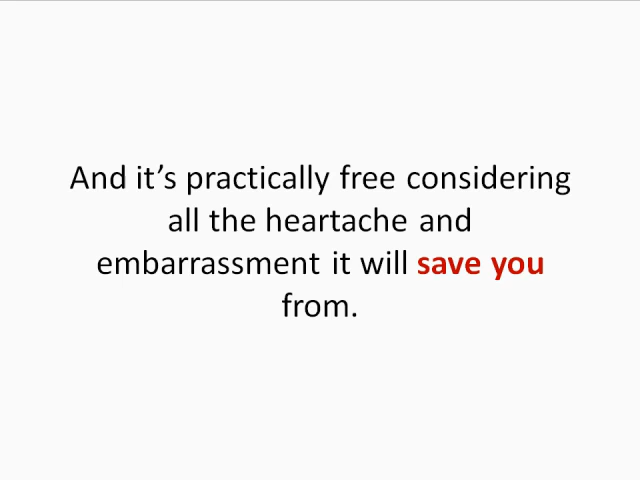 And it’s practically free considering
all the heartache and
embarrassment it will save you
from.